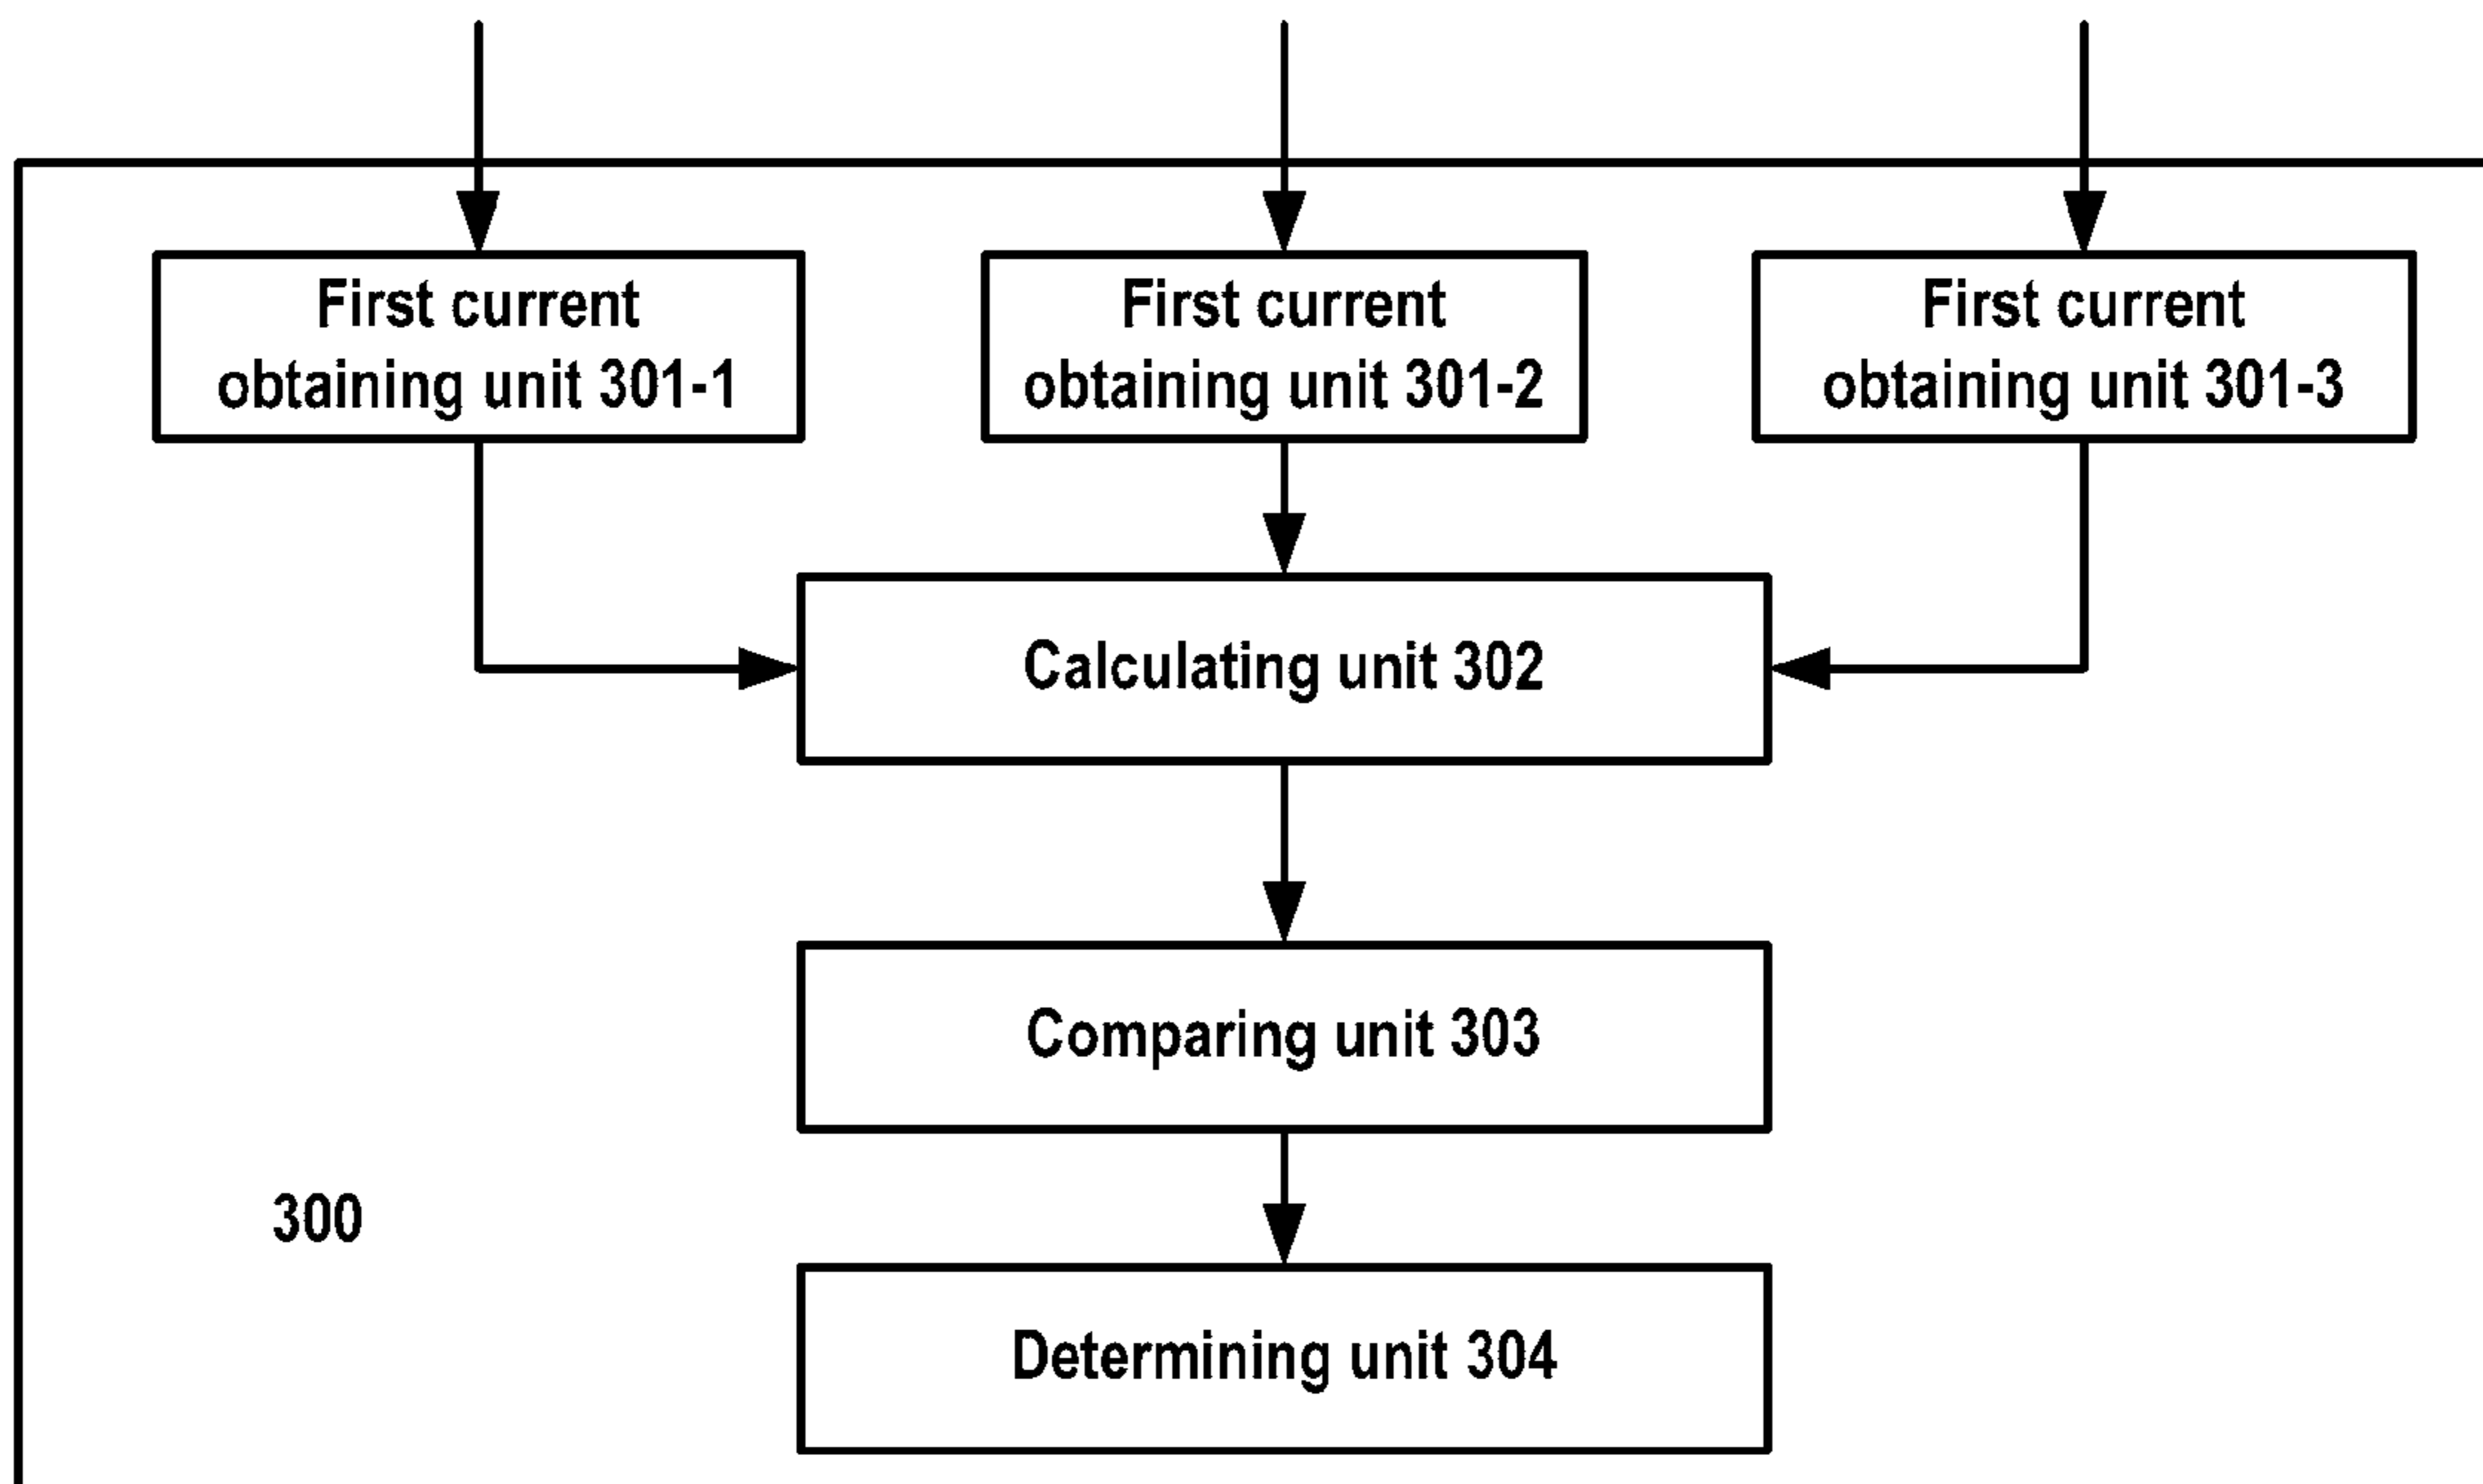 First current
obtaining unit 301-1
First current
obtaining unit 301-2
First current
obtaining unit 301-3
Calculating unit 302
Comparing unit 303
300
Determining unit 304